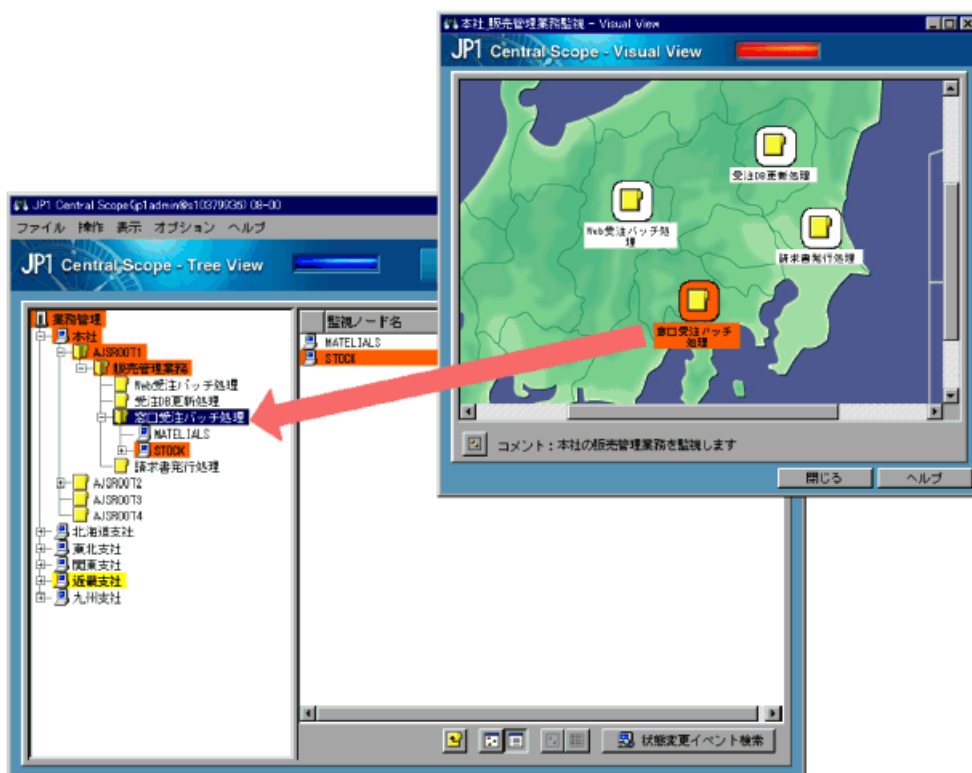 本社_販売管理業務監視 - Visual View
JP1 Central Scope - Visual View
受注DB更新処理
Web受注バッチ処
理
請求書発行処理
窓口受注バッチ
処理
コメント：本社の販売管理業務を監視します
閉じる
ヘルプ
JP1 Central Scope(jp1admin@s10379935) 08-00
ファイル 操作 表示 オプション ヘルプ
JP1 Central Scope - Tree View
業務管理
本社
AJSROOT1
販売管理業務
Web受注バッチ処理
受注DB更新処理
窓口受注バッチ処理
MATELIALS
STOCK
請求書発行処理
AJSROOT2
AJSROOT3
AJSROOT4
北海道支社
東北支社
関東支社
近畿支社
九州支社
監視ノード名
MATELIALS
STOCK
状態変更イベント検索